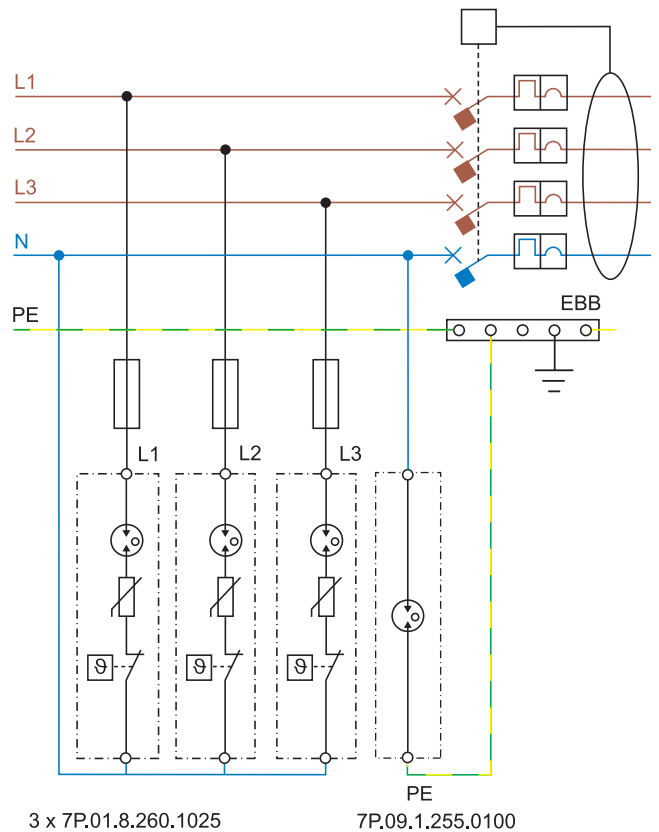 L1
L2
L3
N
PE
EBB
L1
L2
L3
ϑ
ϑ
ϑ
PE
3 x 7P.01.8.260.1025
7P.09.1.255.0100